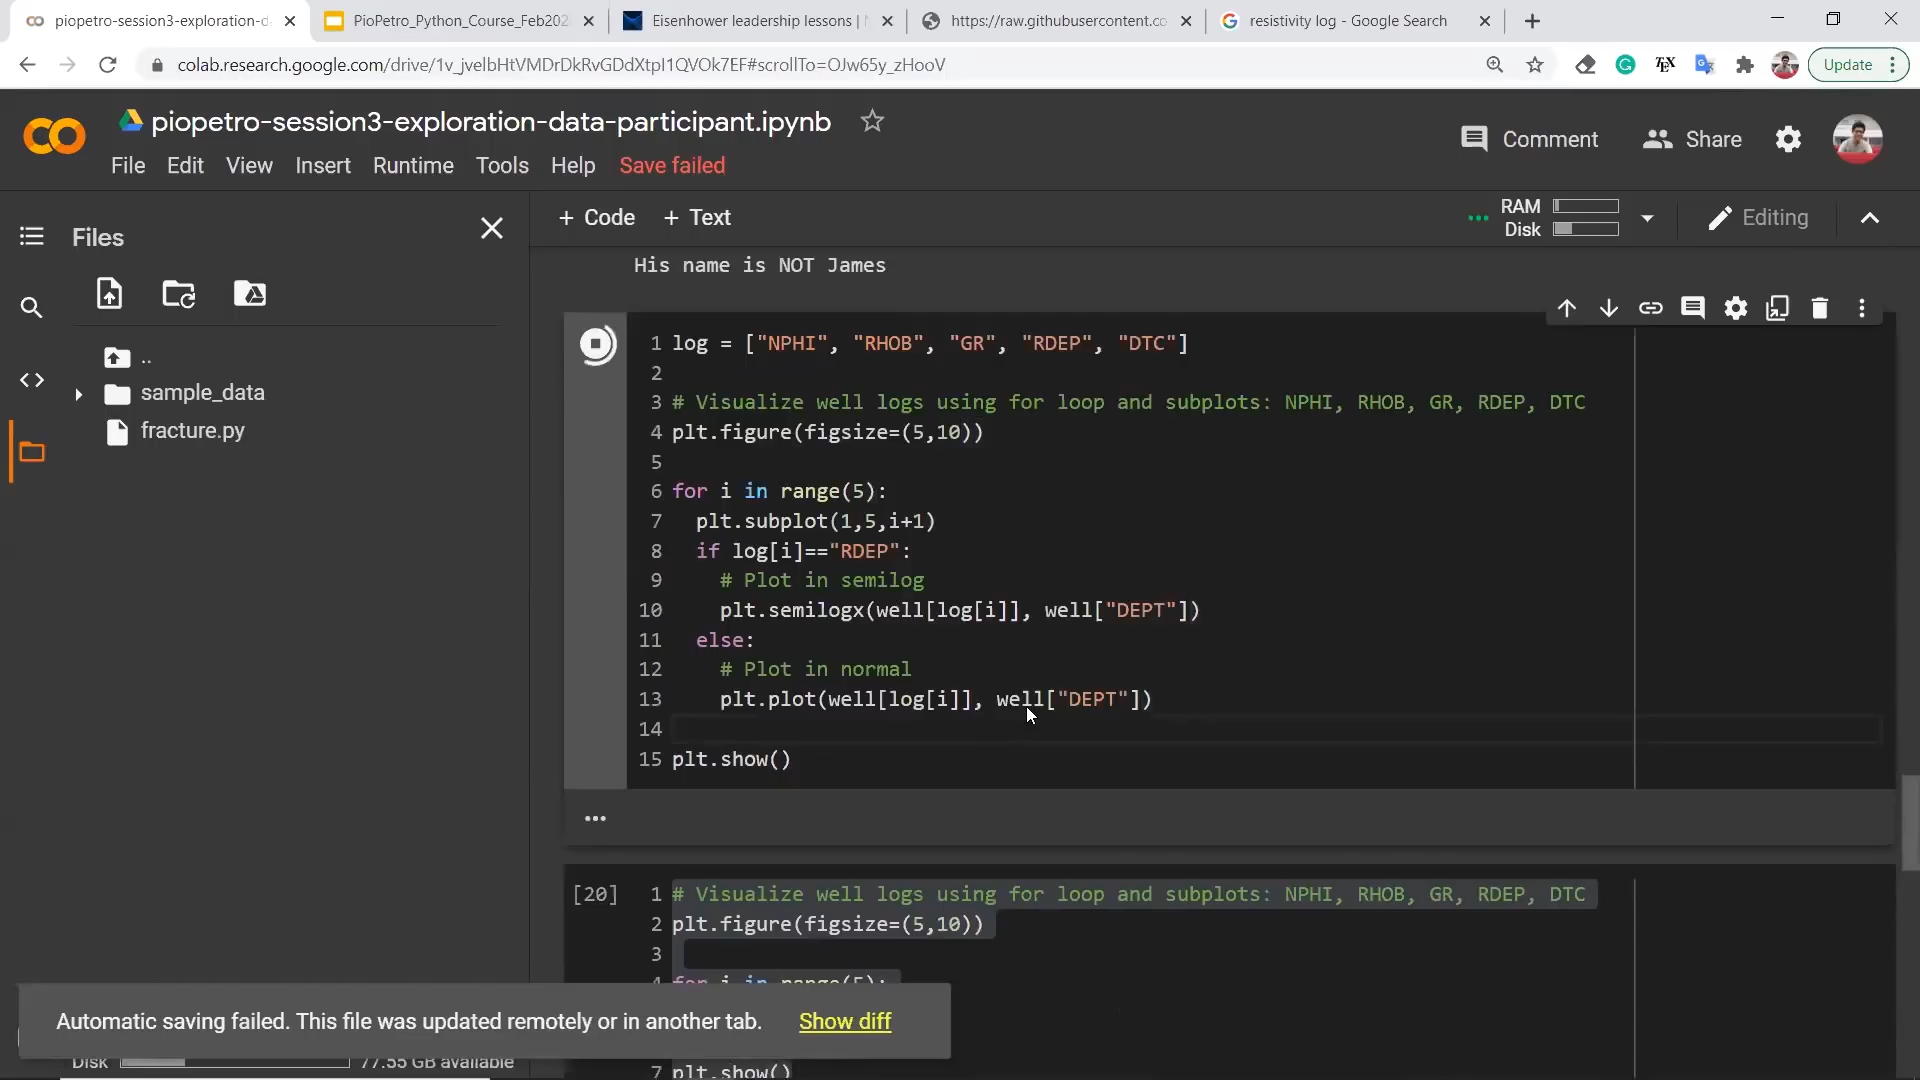 piopetro-session3-exploration-d
PioPetro_Python_Course_Feb202
Eisenhower leadership lessons |
https://raw.githubusercontent.co
resistivity log - Google Search
colab.research.google.com/drive/1v_jvelbHtVMDrDkRvGDdXtpI1QVOk7EF#scrollTo=OJw65y_zHooV
Update
piopetro-session3-exploration-data-participant.ipynb
Comment
Share
File Edit View Insert Runtime Tools Help Save failed
Files
+ Code + Text
RAM
Disk
Editing
..
sample_data
fracture.py
His name is NOT James
1 log = ["NPHI", "RHOB", "GR", "RDEP", "DTC"]
2
3 # Visualize well logs using for loop and subplots: NPHI, RHOB, GR, RDEP, DTC
4 plt.figure(figsize=(5,10))
5
6 for i in range(5):
7 plt.subplot(1,5,i+1)
8 if log[i]=="RDEP":
9 # Plot in semilog
10 plt.semilogx(well[log[i]], well["DEPT"])
11 else:
12 # Plot in normal
13 plt.plot(well[log[i]], well["DEPT"])
14
15 plt.show()
[20]
1 # Visualize well logs using for loop and subplots: NPHI, RHOB, GR, RDEP, DTC
2 plt.figure(figsize=(5,10))
3
4 for i in range(5):
7 plt.show()
Automatic saving failed. This file was updated remotely or in another tab. Show diff
Disk 77.55 GB available